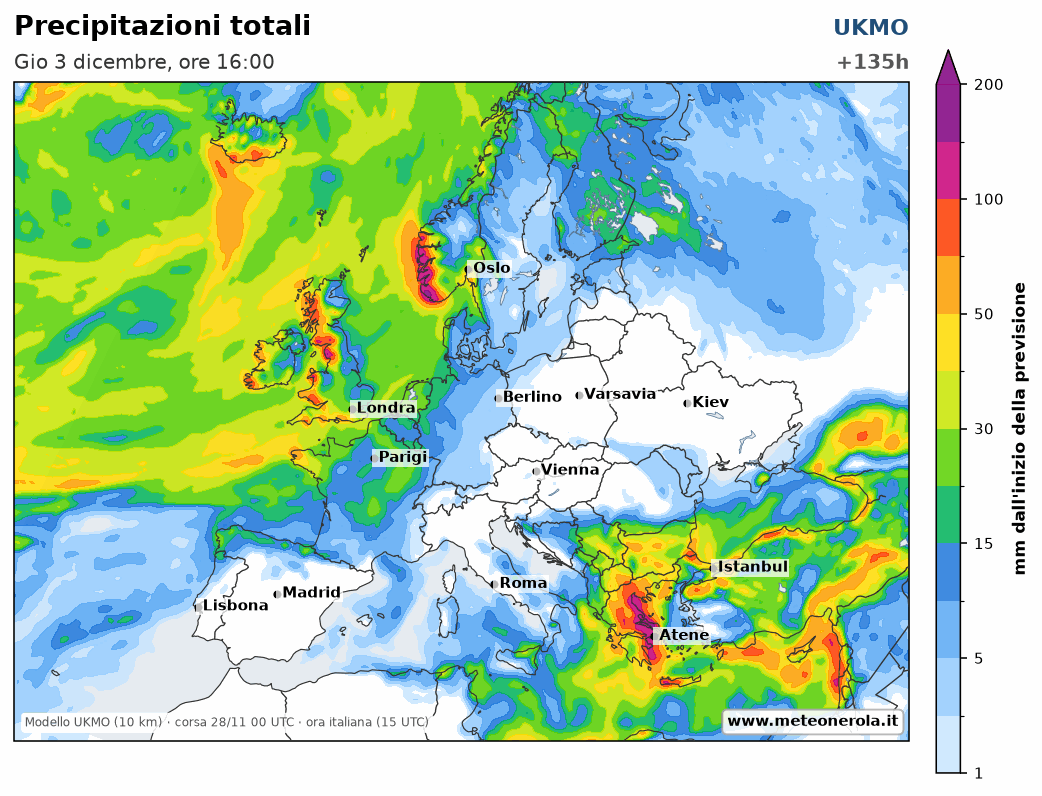 Precipitazioni totali
UKMO
Gio 3 dicembre, ore 16:00
+135h
200
100
50
30
15
5
1
mm dall'inizio della previsione
Oslo
Londra
Berlino
Varsavia
Kiev
Parigi
Vienna
Istanbul
Roma
Madrid
Lisbona
Atene
Modello UKMO (10 km) · corsa 28/11 00 UTC · ora italiana (15 UTC)
www.meteonerola.it